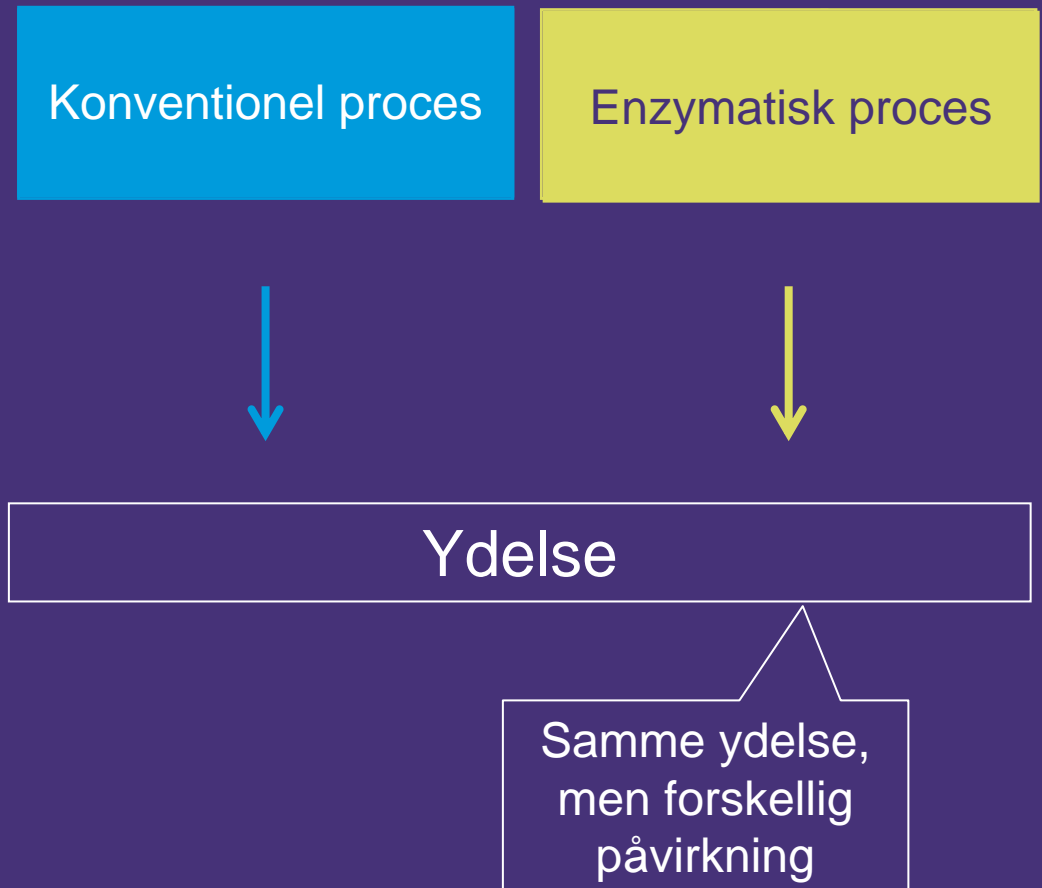 Konventionel proces
Enzymatisk proces
Ydelse
Samme ydelse,
men forskellig
påvirkning